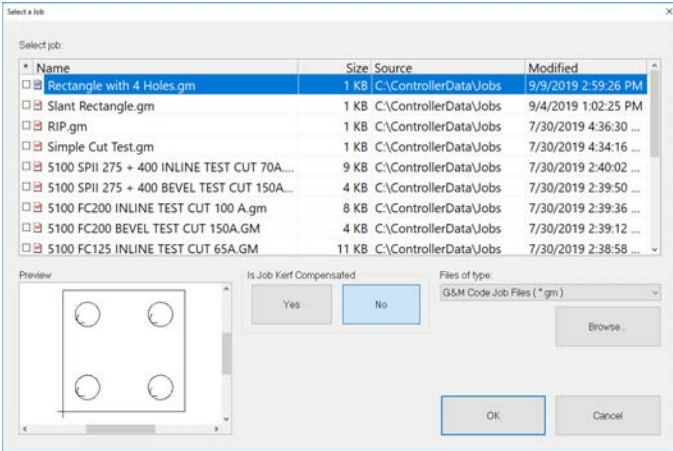 Select a Job
Select job:
* Name Size Source Modified
Rectangle with 4 Holes.gm 1 KB C:\ControllerData\Jobs 9/9/2019 2:59:26 PM
Slant Rectangle.gm 1 KB C:\ControllerData\Jobs 9/4/2019 1:02:25 PM
RIP.gm 1 KB C:\ControllerData\Jobs 7/30/2019 4:36:30 ...
Simple Cut Test.gm 1 KB C:\ControllerData\Jobs 7/30/2019 4:34:16 ...
5100 SPII 275 + 400 INLINE TEST CUT 70A.... 9 KB C:\ControllerData\Jobs 7/30/2019 2:40:02 ...
5100 SPII 275 + 400 BEVEL TEST CUT 150A... 4 KB C:\ControllerData\Jobs 7/30/2019 2:39:50 ...
5100 FC200 INLINE TEST CUT 100 A.gm 8 KB C:\ControllerData\Jobs 7/30/2019 2:39:36 ...
5100 FC200 BEVEL TEST CUT 150A.GM 4 KB C:\ControllerData\Jobs 7/30/2019 2:39:12 ...
5100 FC125 INLINE TEST CUT 65A.GM 11 KB C:\ControllerData\Jobs 7/30/2019 2:38:58 ...
Preview Is Job Kerf Compensated Files of type:
Yes No G&M Code Job Files ( *.gm )
Browse...
OK Cancel